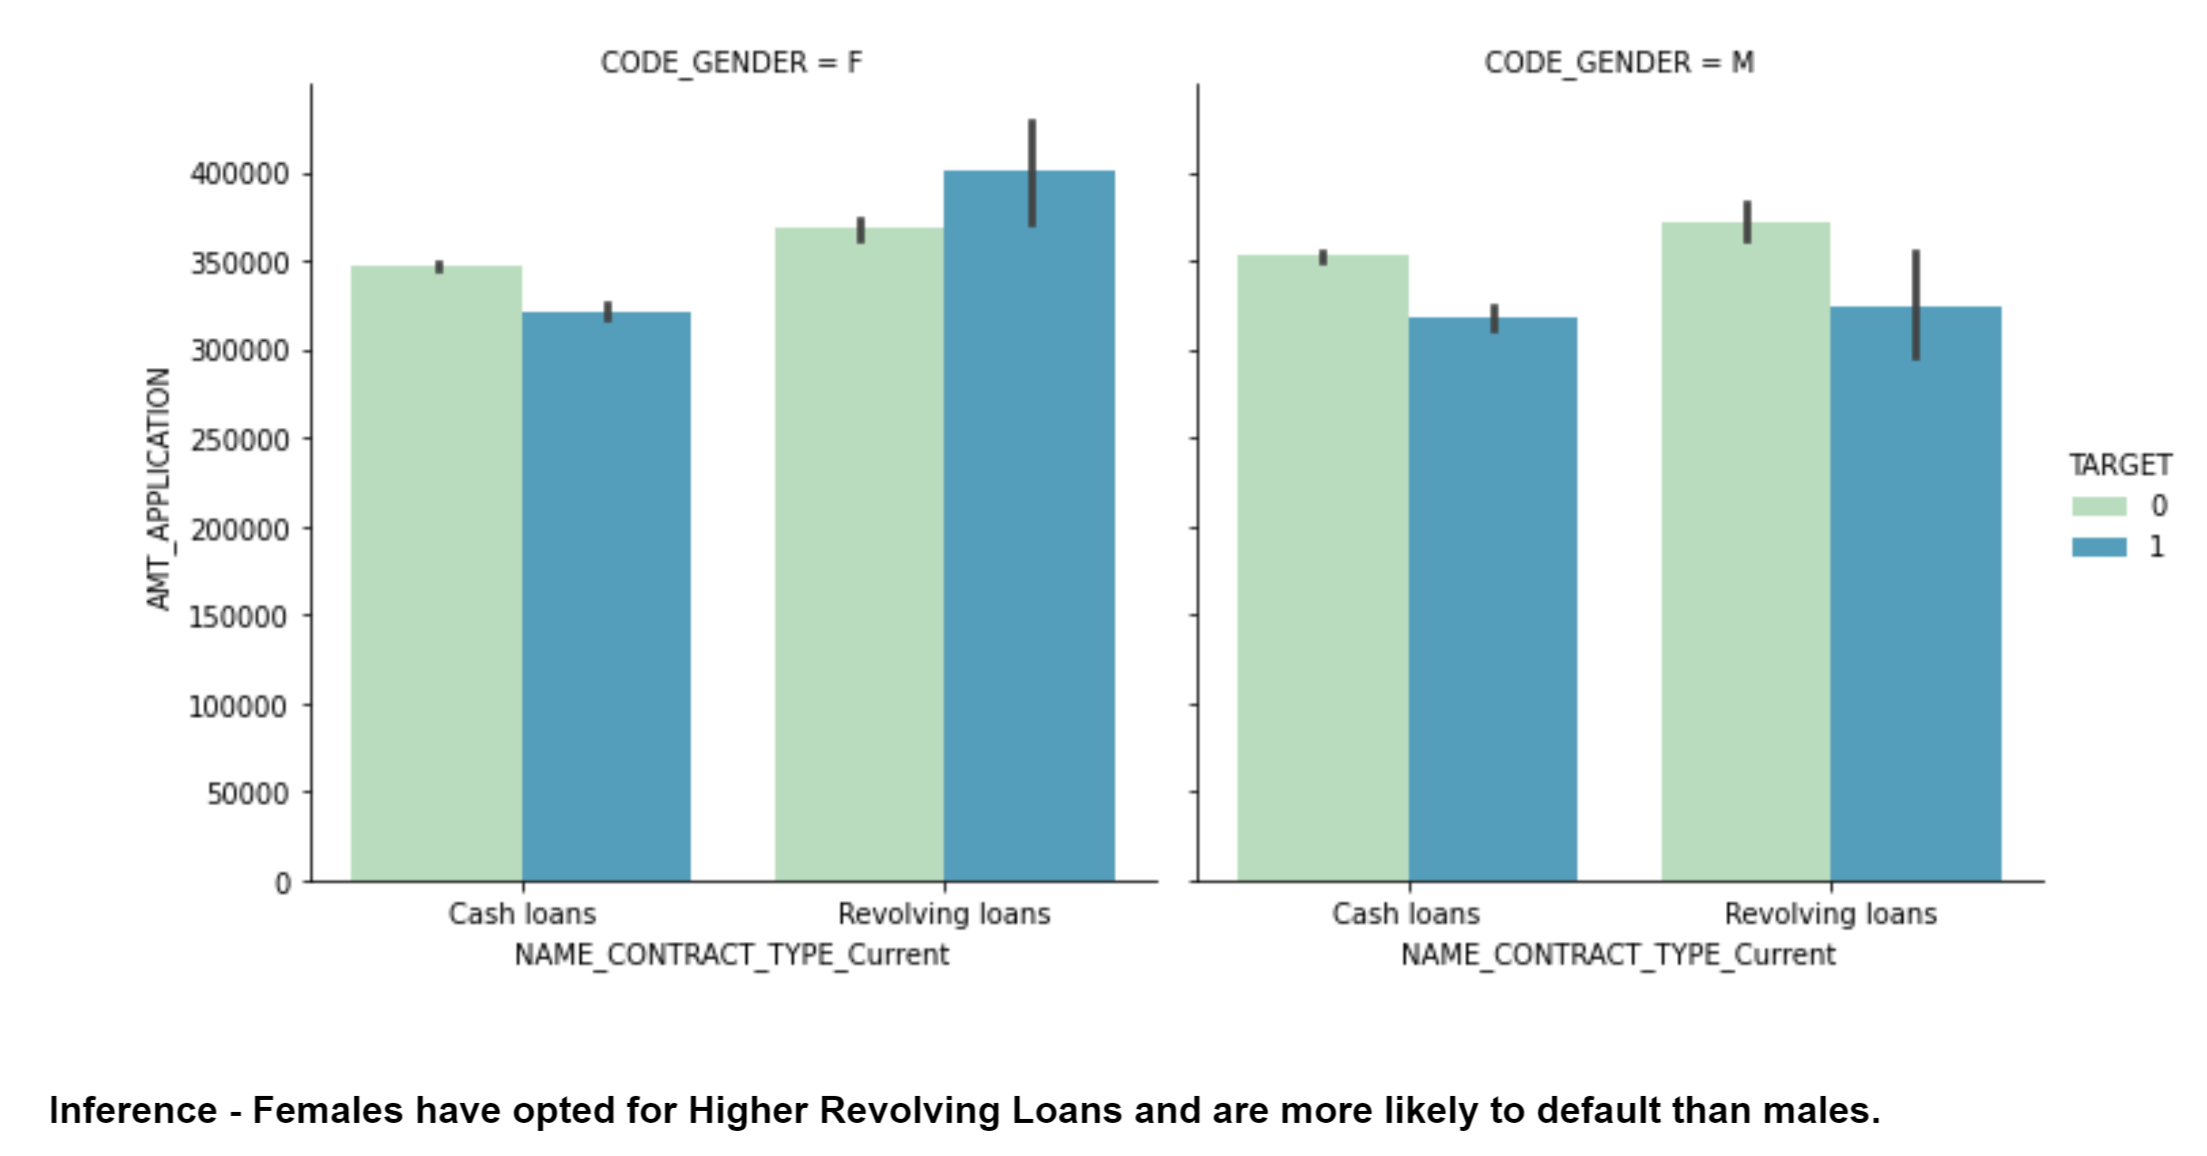 CODE_GENDER = F
CODE_GENDER = M
AMT_APPLICATION
400000
350000
300000
250000
200000
150000
100000
50000
0
Cash loans
Revolving loans
NAME_CONTRACT_TYPE_Current
Cash loans
Revolving loans
NAME_CONTRACT_TYPE_Current
TARGET
0
1
Inference - Females have opted for Higher Revolving Loans and are more likely to default than males.